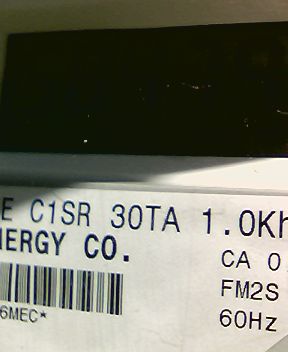 E C1SR 30TA 1.0Kh
NERGY CO.
CA 0
FM2S
6MEC* 60Hz